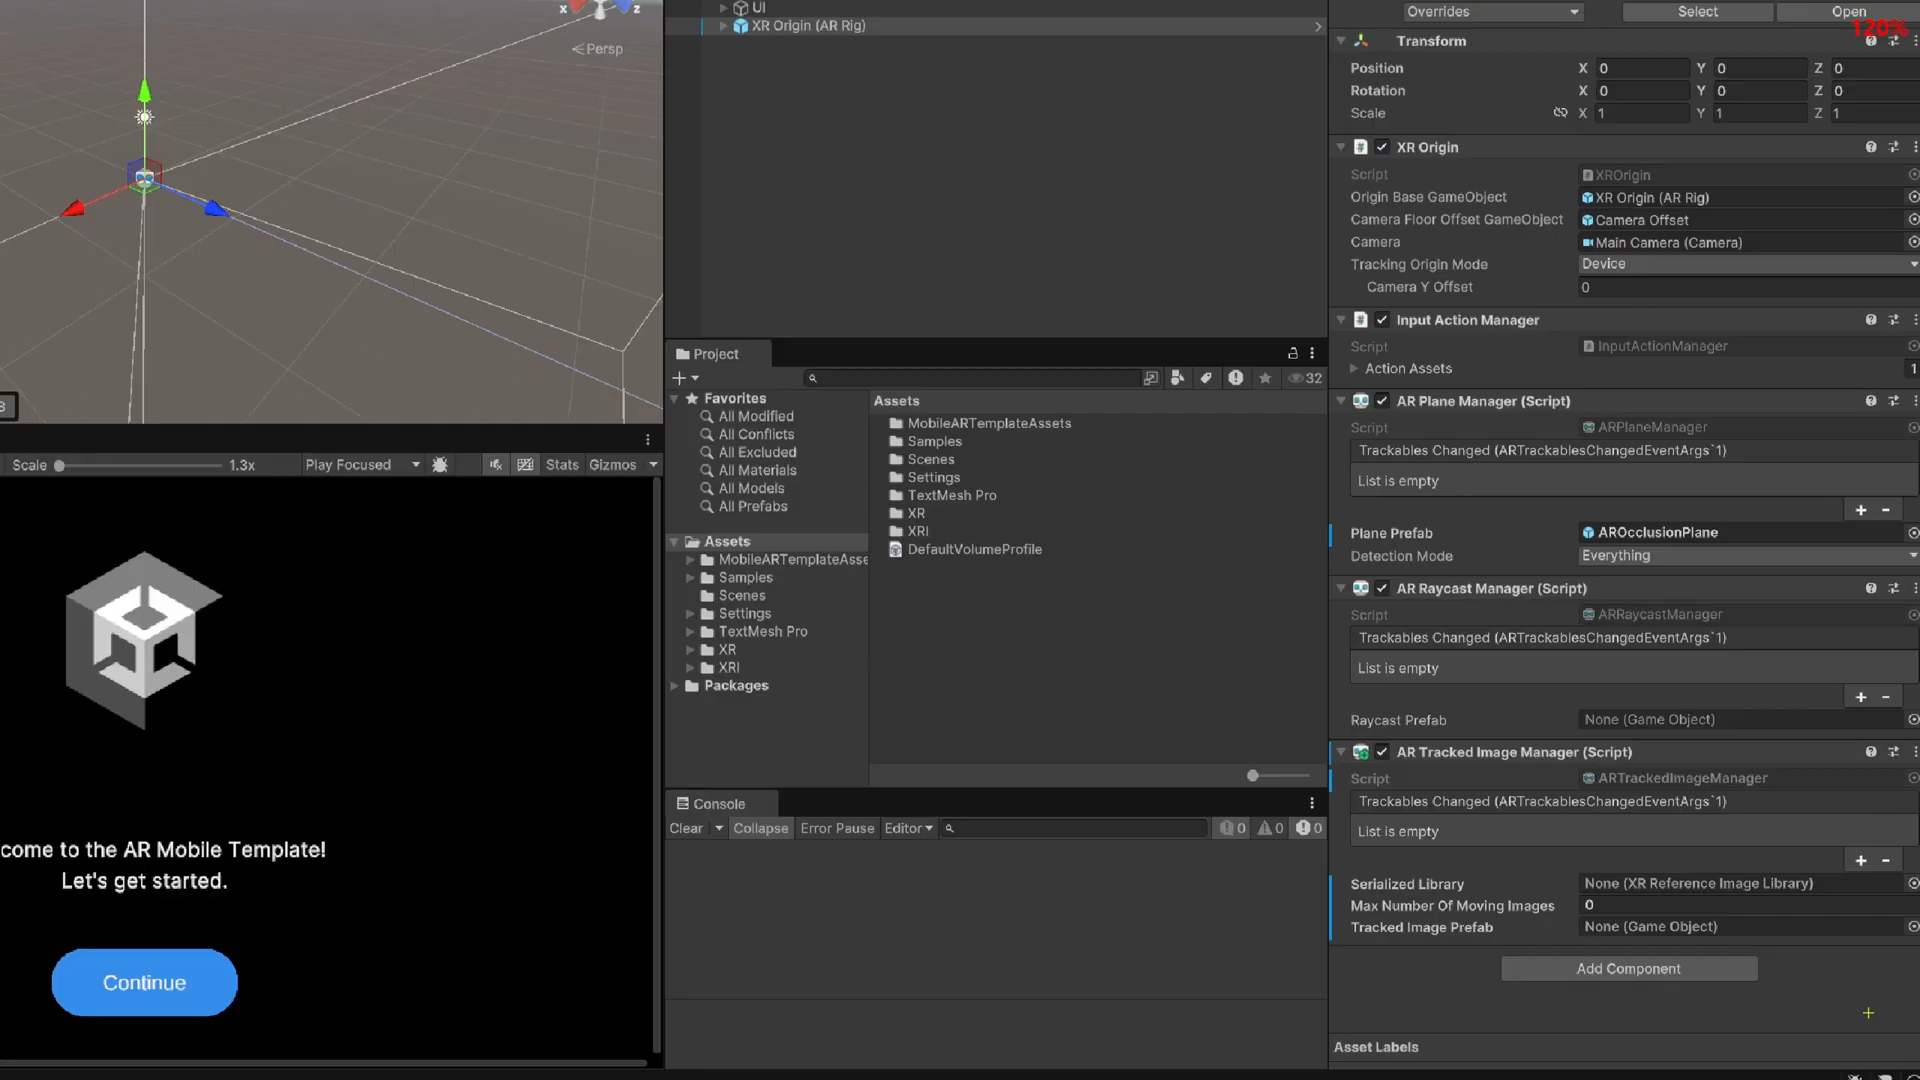 x
z
Persp
UI
XR Origin (AR Rig)
Overrides
Select
Open
120%
Transform
Position
X 0
Y 0
Z 0
Rotation
X 0
Y 0
Z 0
Scale
X 1
Y 1
Z 1
XR Origin
Script
XROrigin
Origin Base GameObject
XR Origin (AR Rig)
Camera Floor Offset GameObject
Camera Offset
Camera
Main Camera (Camera)
Tracking Origin Mode
Device
Camera Y Offset
0
Input Action Manager
Script
InputActionManager
Action Assets
1
AR Plane Manager (Script)
Script
ARPlaneManager
Trackables Changed (ARTrackablesChangedEventArgs`1)
List is empty
Plane Prefab
AROcclusionPlane
Detection Mode
Everything
AR Raycast Manager (Script)
Script
ARRaycastManager
Trackables Changed (ARTrackablesChangedEventArgs`1)
List is empty
Raycast Prefab
None (Game Object)
AR Tracked Image Manager (Script)
Script
ARTrackedImageManager
Trackables Changed (ARTrackablesChangedEventArgs`1)
List is empty
Serialized Library
None (XR Reference Image Library)
Max Number Of Moving Images
0
Tracked Image Prefab
None (Game Object)
Add Component
Asset Labels
Project
32
Favorites
All Modified
All Conflicts
All Excluded
All Materials
All Models
All Prefabs
Assets
MobileARTemplateAsse
Samples
Scenes
Settings
TextMesh Pro
XR
XRI
Packages
Assets
MobileARTemplateAssets
Samples
Scenes
Settings
TextMesh Pro
XR
XRI
DefaultVolumeProfile
Console
Clear
Collapse
Error Pause
Editor
0
0
0
Scale
1.3x
Play Focused
Stats
Gizmos
come to the AR Mobile Template!
Let's get started.
Continue